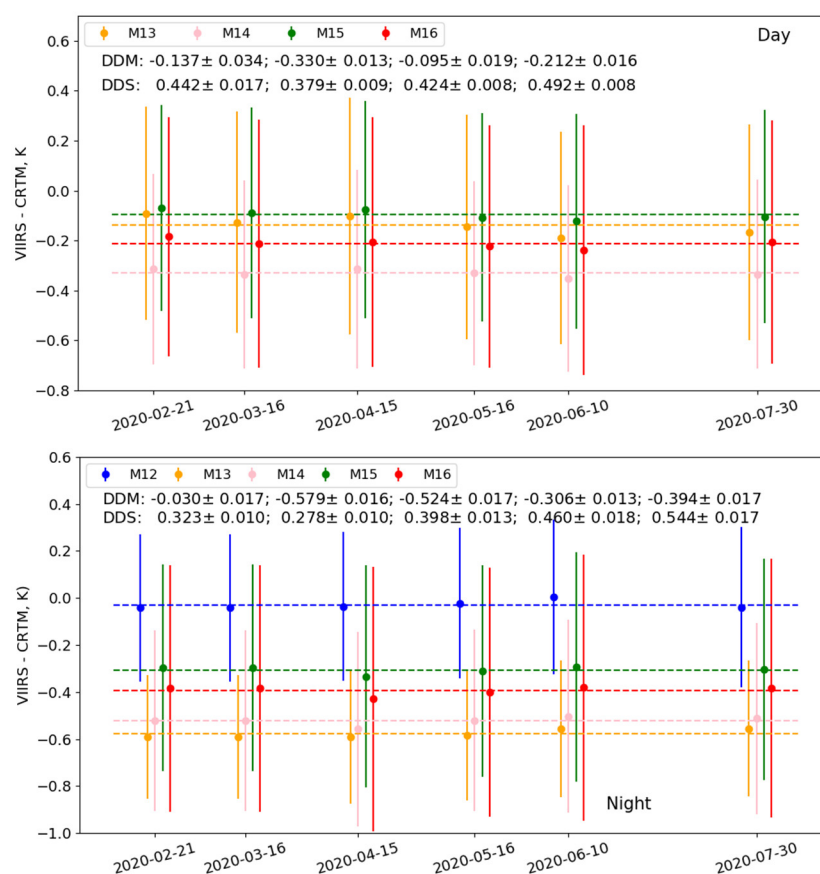 M13 M14 M15 M16
Day
DDM: -0.137± 0.034; -0.330± 0.013; -0.095± 0.019; -0.212± 0.016
DDS: 0.442± 0.017; 0.379± 0.009; 0.424± 0.008; 0.492± 0.008
VIIRS - CRTM, K
0.6
0.4
0.2
0.0
−0.2
−0.4
−0.6
−0.8
2020-02-21 2020-03-16 2020-04-15 2020-05-16 2020-06-10 2020-07-30
M12 M13 M14 M15 M16
DDM: -0.030± 0.017; -0.579± 0.016; -0.524± 0.017; -0.306± 0.013; -0.394± 0.017
DDS: 0.323± 0.010; 0.278± 0.010; 0.398± 0.013; 0.460± 0.018; 0.544± 0.017
VIIRS - CRTM, K)
0.6
0.4
0.2
0.0
−0.2
−0.4
−0.6
−0.8
−1.0
Night
2020-02-21 2020-03-16 2020-04-15 2020-05-16 2020-06-10 2020-07-30